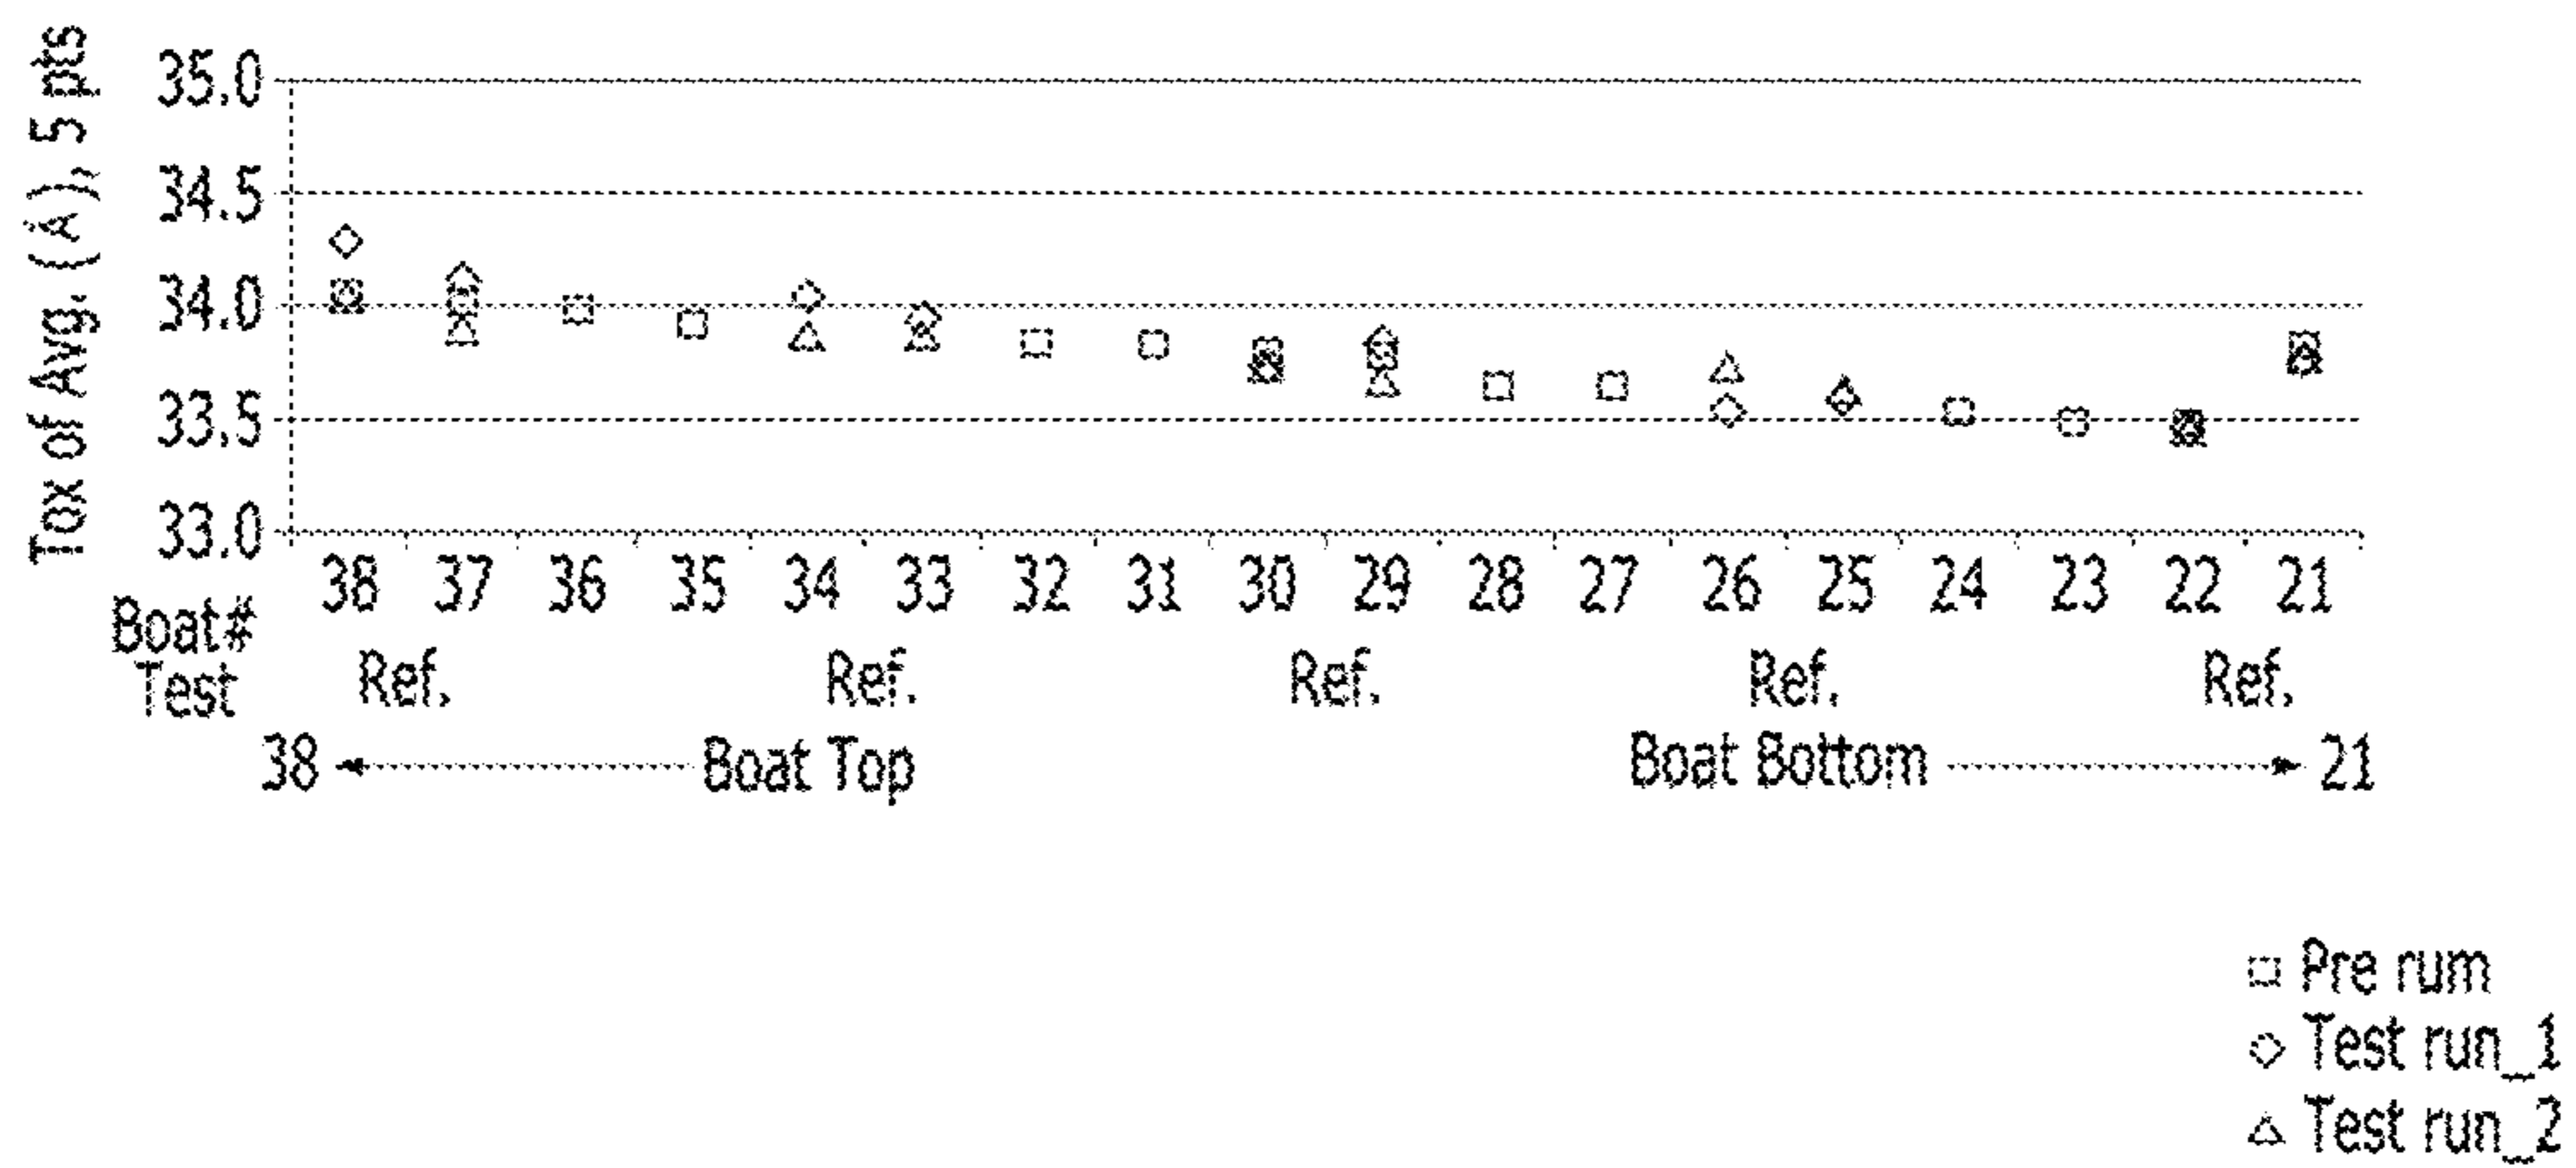 Tox of Avg. (Å), 5 pts
35.0
34.5
34.0
33.5
33.0
38 37 36 35 34 33 32 31 30 29 28 27 26 25 24 23 22 21
Boat#
Test Ref. Ref. Ref. Ref. Ref.
38 Boat Top Boat Bottom 21
Pre rum
Test run_1
Test run_2